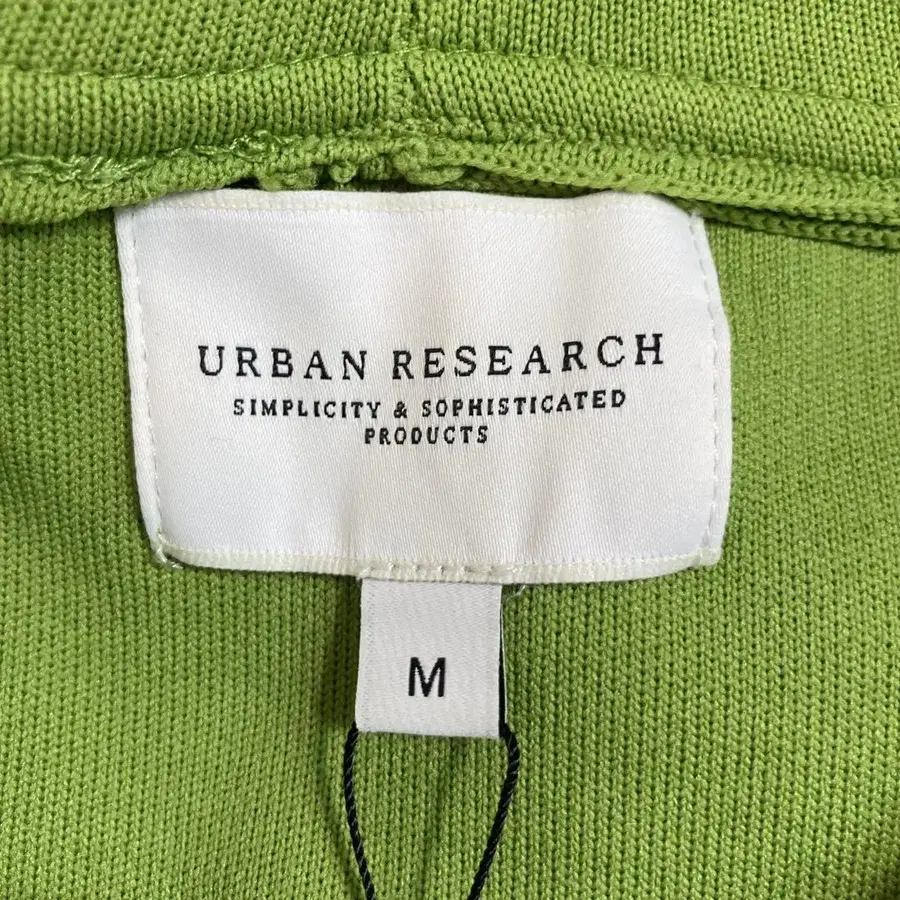 URBAN RESEARCH
SIMPLICITY & SOPHISTICATED
PRODUCTS
M